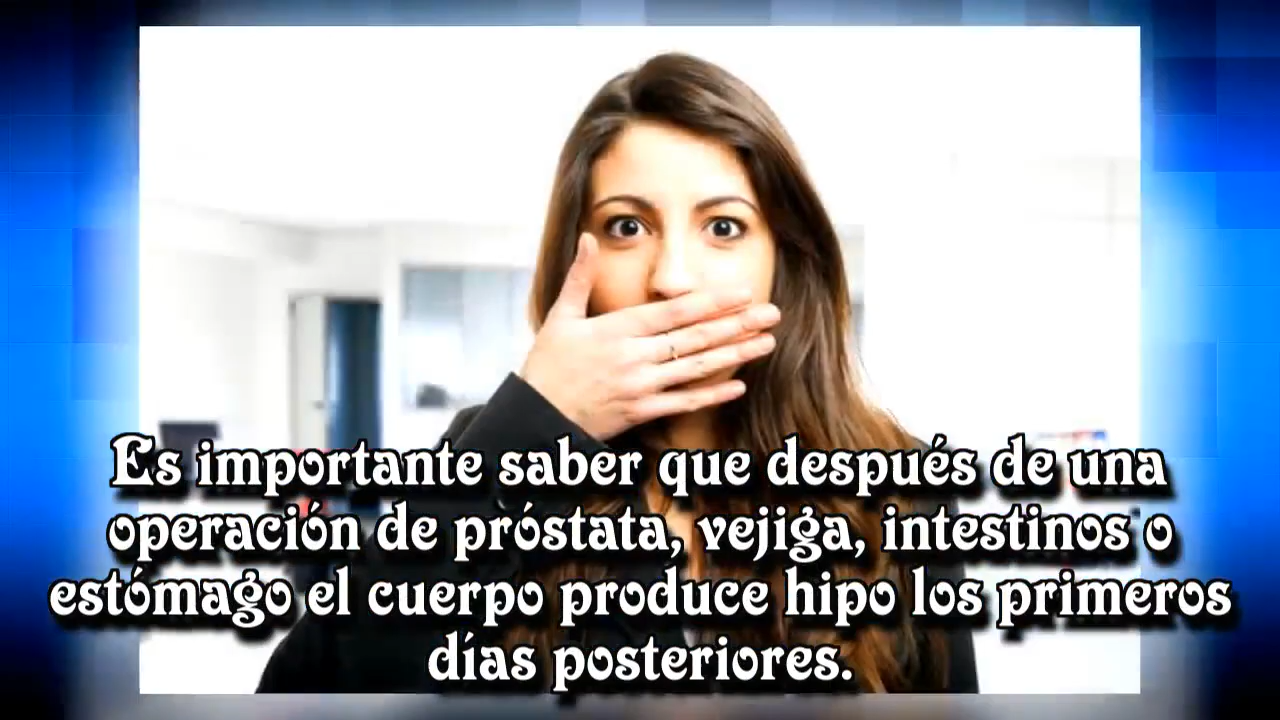 Es importante saber que después de una
operación de próstata, vejiga, intestinos o
estómago el cuerpo produce hipo los primeros
días posteriores.